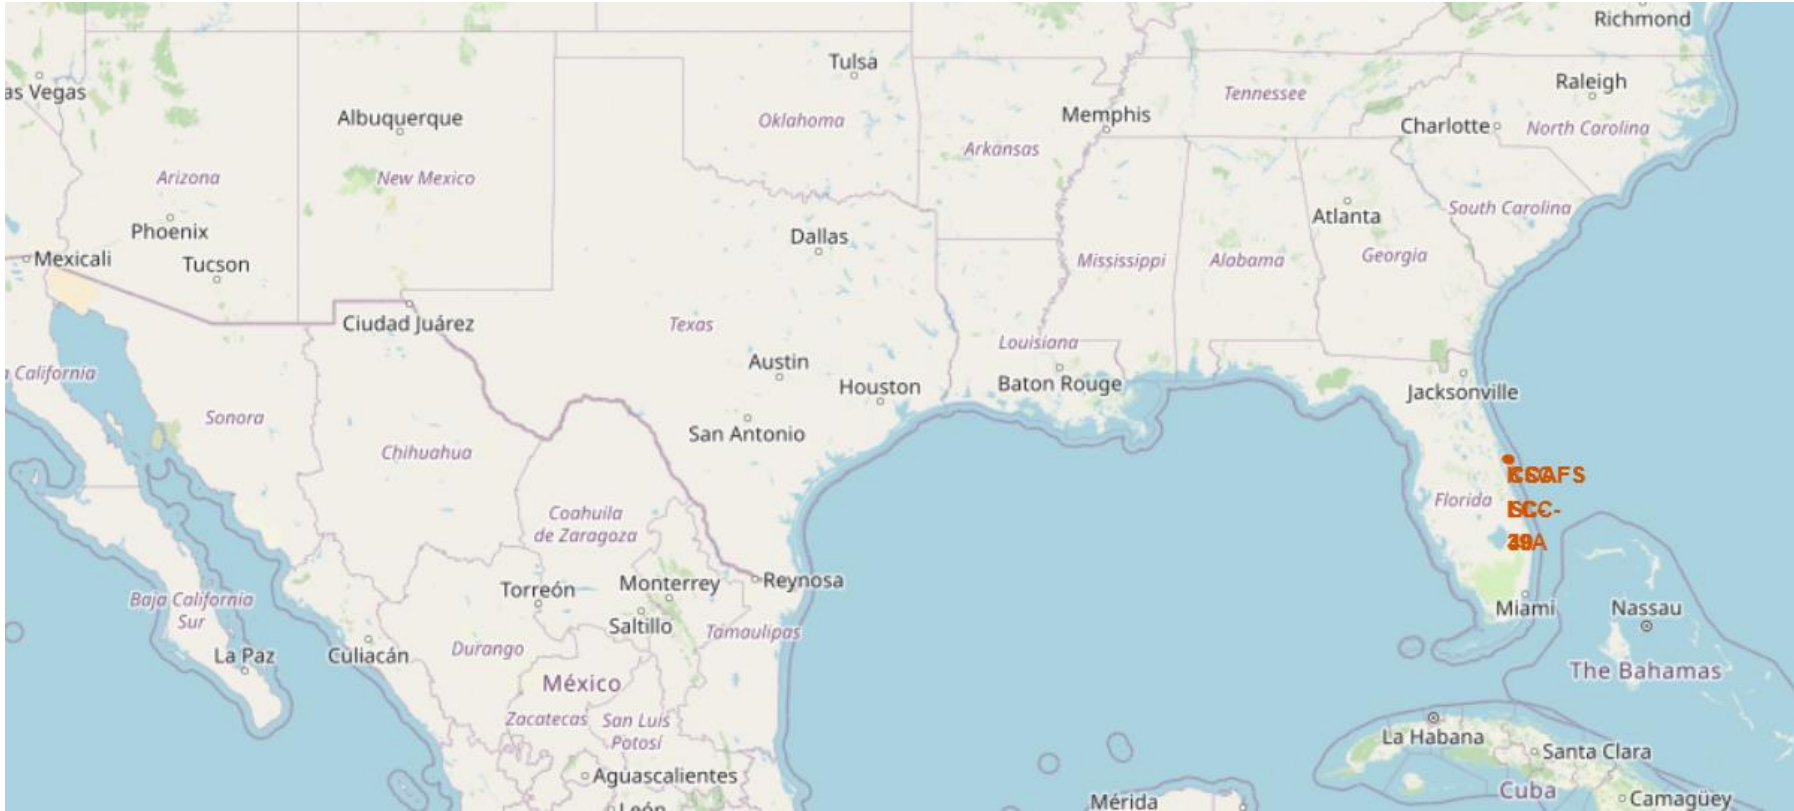 Richmond
Tulsa
as Vegas
Raleigh
Tennessee
Albuquerque
Memphis
Oklahoma
Charlotte
North Carolina
Arkansas
Arizona
New Mexico
South Carolina
Atlanta
Phoenix
Dallas
Georgia
Mexicali
Tucson
Mississippi
Alabama
Ciudad Juárez
Texas
Louisiana
Austin
California
Houston
Baton Rouge
Jacksonville
Sonora
San Antonio
Chihuahua
Florida
Coahuila
de Zaragoza
Torreón
Monterrey
Reynosa
Baja California
Sur
Miami
Nassau
Saltillo
Tamaulipas
La Paz
Culiacán
Durango
The Bahamas
México
Zacatecas
San Luis
Potosí
La Habana
Santa Clara
Aguascalientes
Cuba
Camagüey
Mérida
León